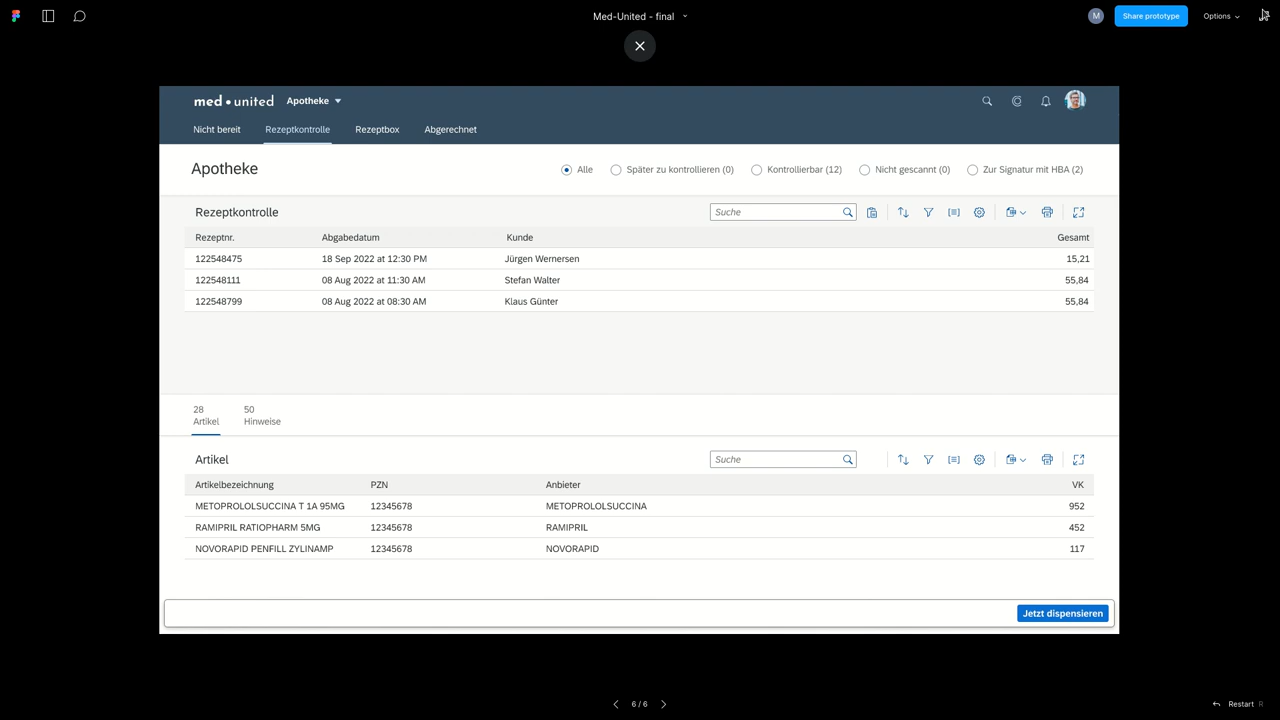 Med-United - final
M
Share prototype
Options
med•united Apotheke
Nicht bereit Rezeptkontrolle Rezeptbox Abgerechnet
Apotheke
Alle Später zu kontrollieren (0) Kontrollierbar (12) Nicht gescannt (0) Zur Signatur mit HBA (2)
Rezeptkontrolle Suche
Rezeptnr. Abgabedatum Kunde Gesamt
122548475 18 Sep 2022 at 12:30 PM Jürgen Wernersen 15,21
122548111 08 Aug 2022 at 11:30 AM Stefan Walter 55,84
122548799 08 Aug 2022 at 08:30 AM Klaus Günter 55,84
28 50
Artikel Hinweise
Artikel Suche
Artikelbezeichnung PZN Anbieter VK
METOPROLOLSUCCINA T 1A 95MG 12345678 METOPROLOLSUCCINA 952
RAMIPRIL RATIOPHARM 5MG 12345678 RAMIPRIL 452
NOVORAPID PENFILL ZYLINAMP 12345678 NOVORAPID 117
Jetzt dispensieren
6 / 6
Restart R